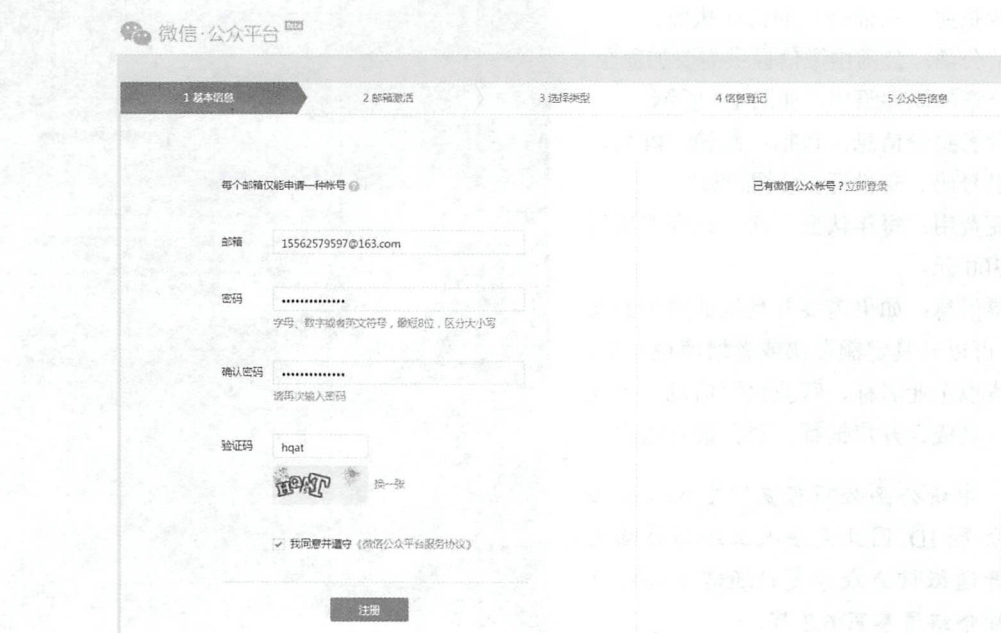 微信·公众平台 Beta
1 基本信息 2 邮箱激活 3 选择类型 4 信息登记 5 公众号信息
每个邮箱仅能申请一种帐号 ?
已有微信公众帐号？立即登录
邮箱 15562579597@163.com
密码 ••••••••••••••
字母、数字或者英文符号，最短8位，区分大小写
确认密码 ••••••••••••••
请再次输入密码
验证码 hqat
HQAT 换一张
我同意并遵守《微信公众平台服务协议》
注册